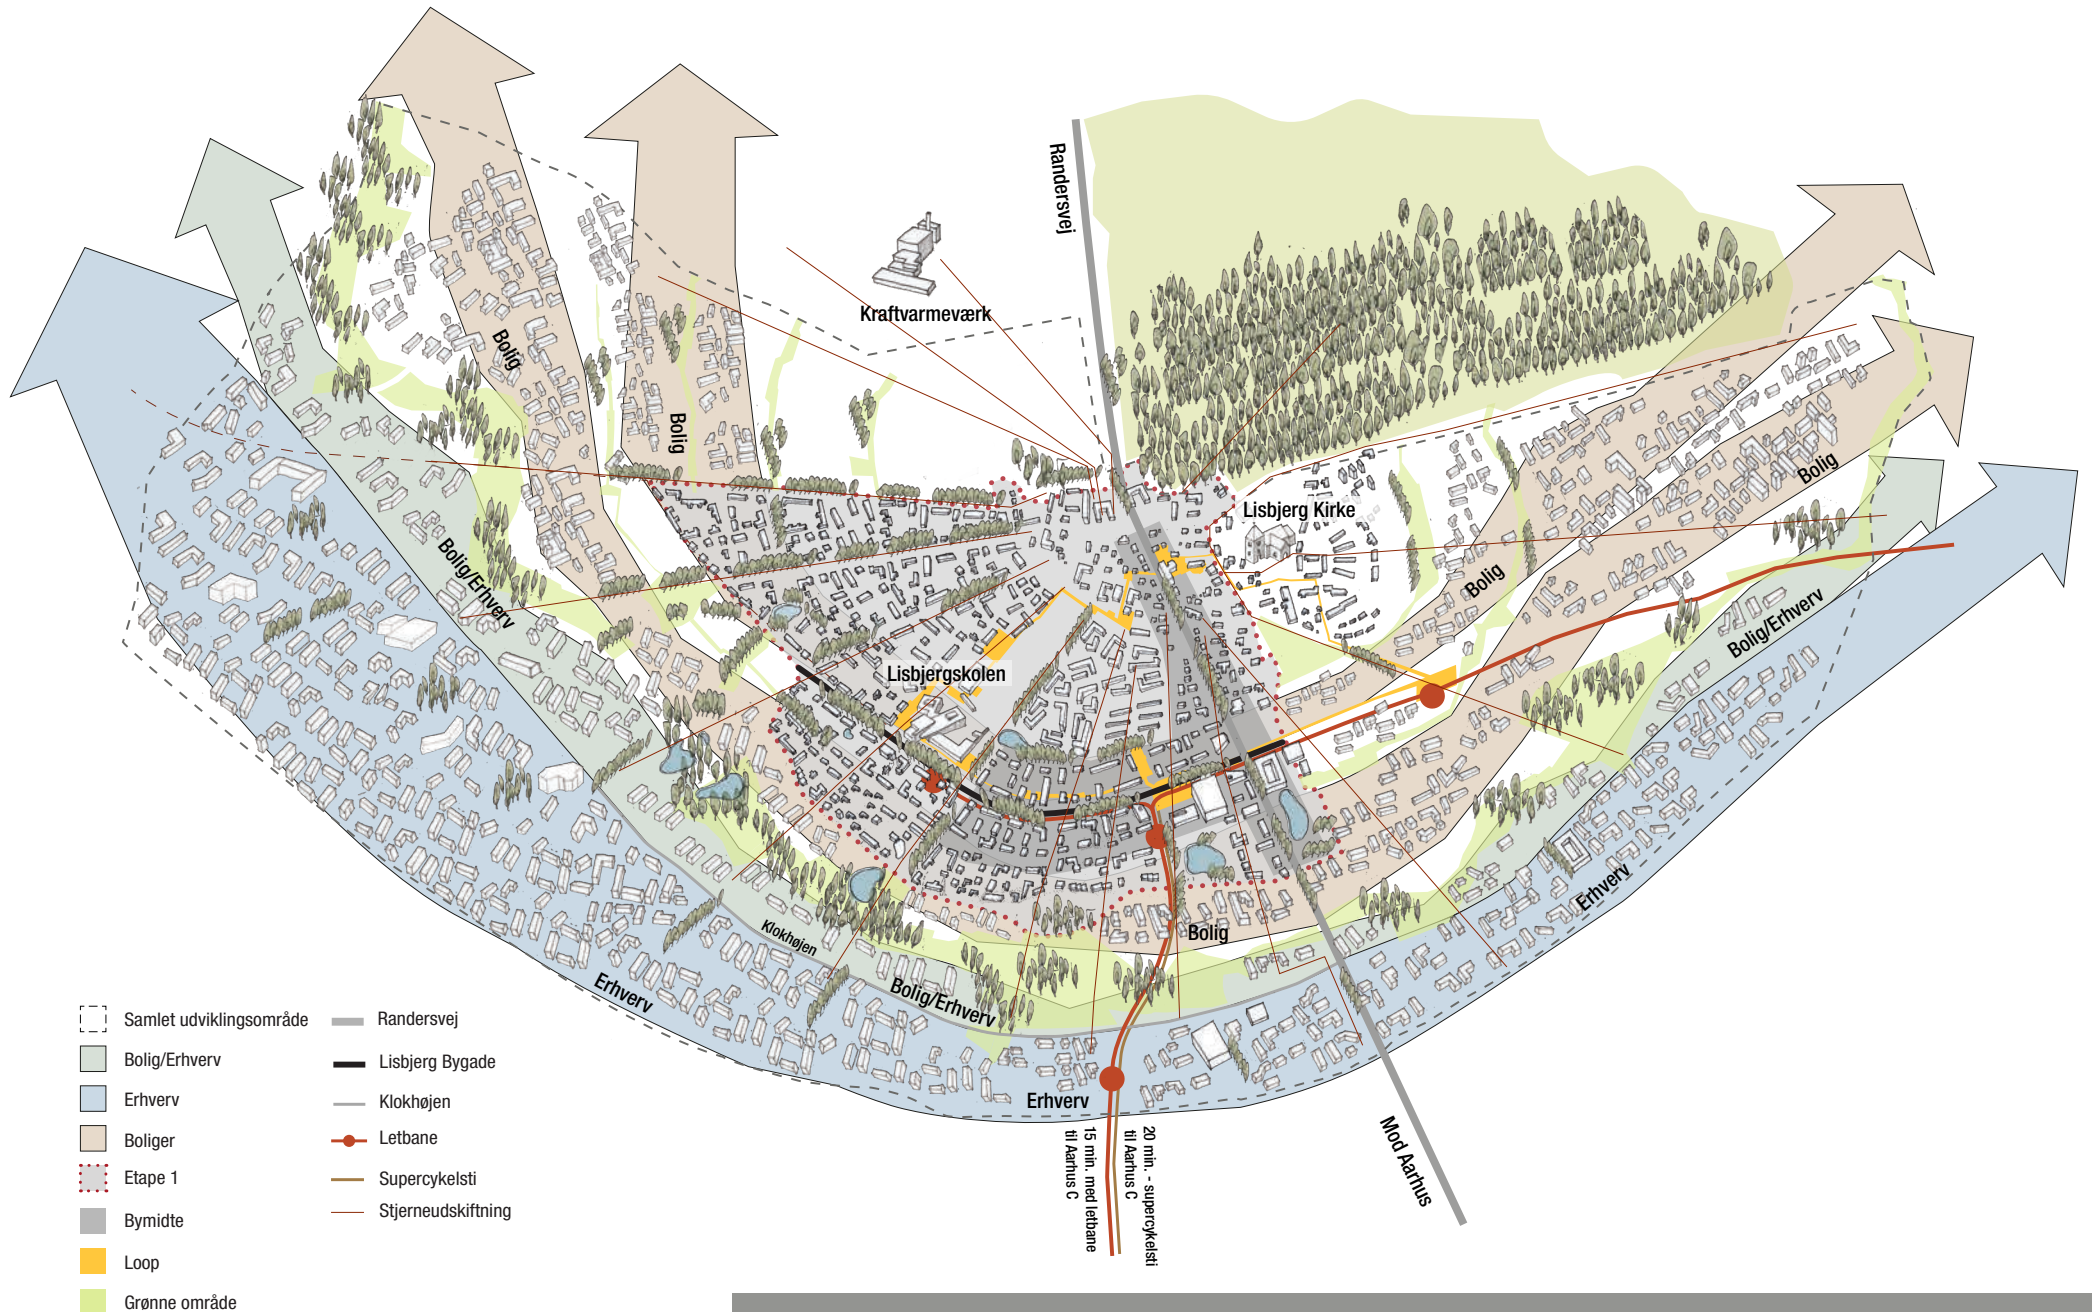 Randersvej
Kraftvarmeværk
Bolig
Bolig
Lisbjerg Kirke
Bolig
Bolig
Bolig/Erhverv
Bolig/Erhverv
Lisbjergskolen
Erhverv
Klokhøjen
Bolig
Erhverv
Bolig/Erhverv
Erhverv
Mod Aarhus
20 min. - supercykelsti
til Aarhus C
15 min. med letbane
til Aarhus C
Samlet udviklingsområde
Bolig/Erhverv
Erhverv
Boliger
Etape 1
Bymidte
Loop
Grønne område
Randersvej
Lisbjerg Bygade
Klokhøjen
Letbane
Supercykelsti
Stjerneudskiftning